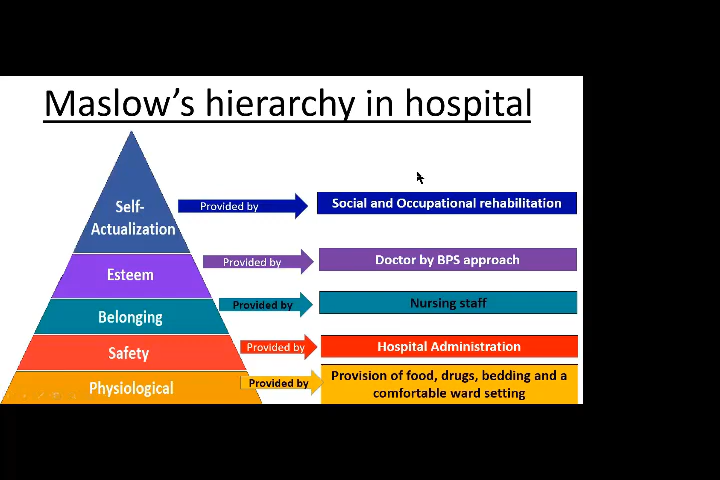 Maslow's hierarchy in hospital
Self-
Actualization
Provided by
Social and Occupational rehabilitation
Esteem
Provided by
Doctor by BPS approach
Belonging
Provided by
Nursing staff
Safety
Provided by
Hospital Administration
Physiological
Provided by
Provision of food, drugs, bedding and a
comfortable ward setting